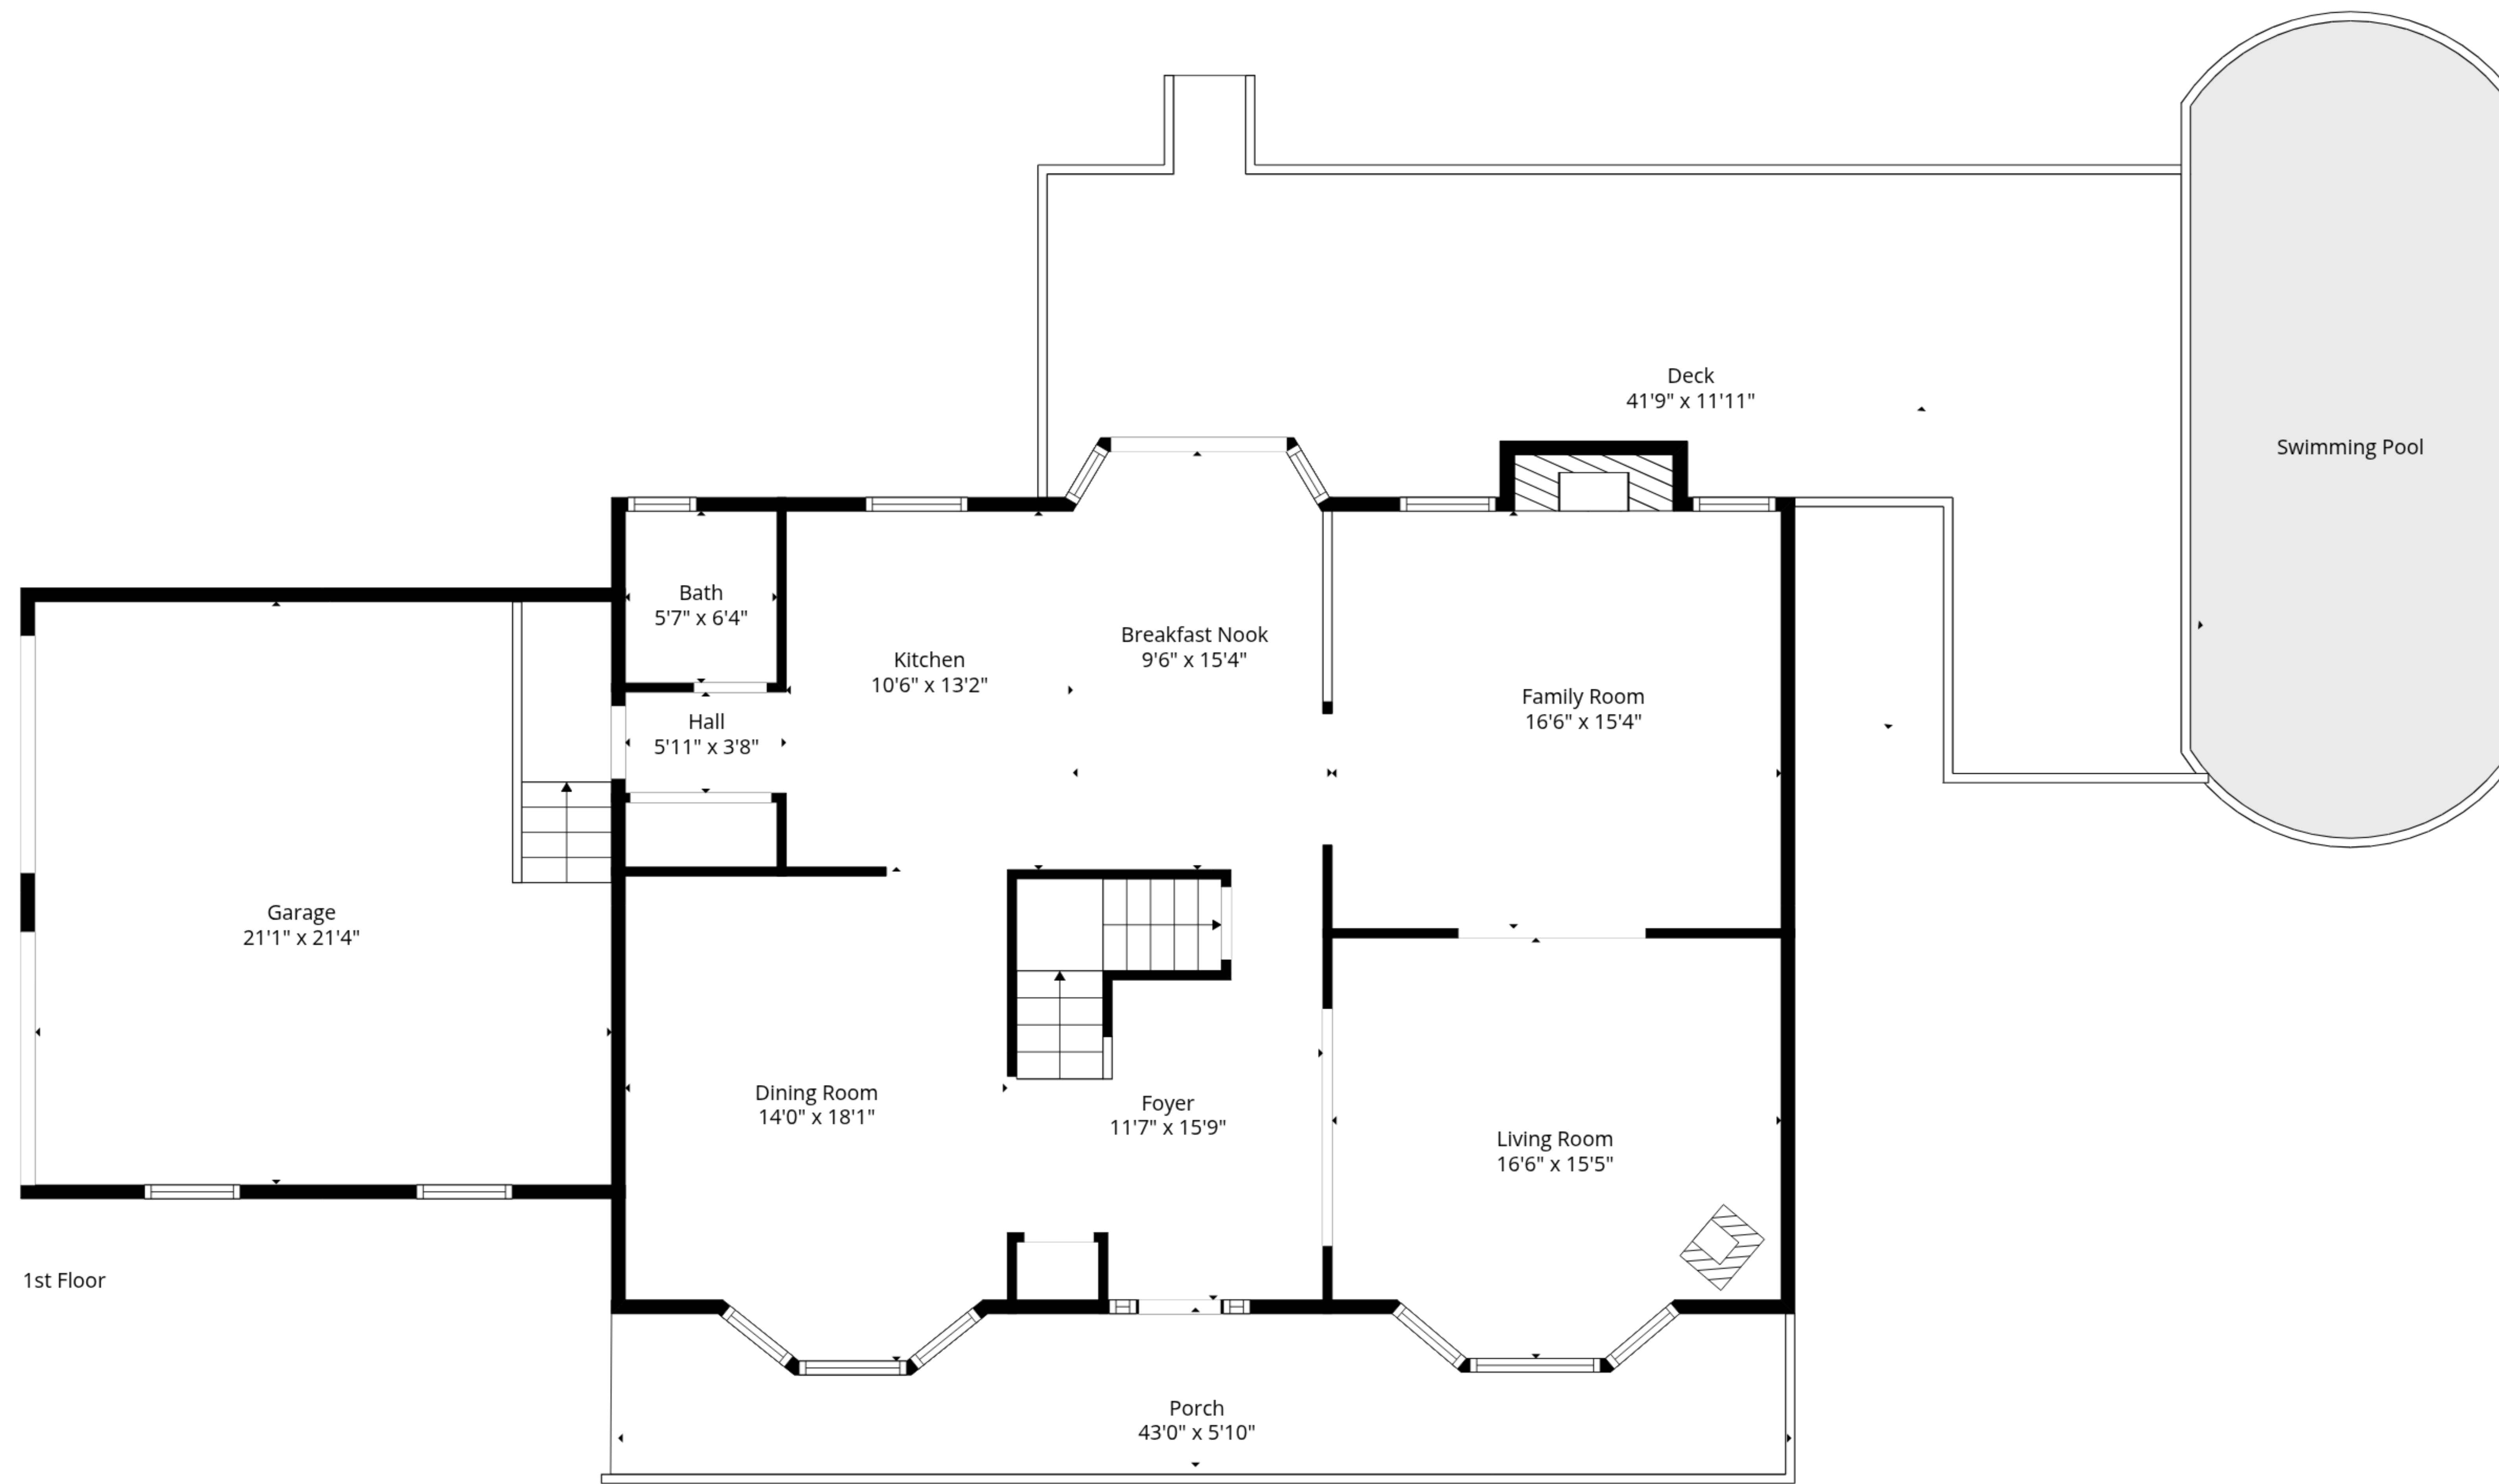 Deck
41'9" x 11'11"
Swimming Pool
Bath
5'7" x 6'4"
Breakfast Nook
9'6" x 15'4"
Kitchen
10'6" x 13'2"
Family Room
16'6" x 15'4"
Hall
5'11" x 3'8"
Garage
21'1" x 21'4"
Dining Room
14'0" x 18'1"
Foyer
11'7" x 15'9"
Living Room
16'6" x 15'5"
1st Floor
Porch
43'0" x 5'10"